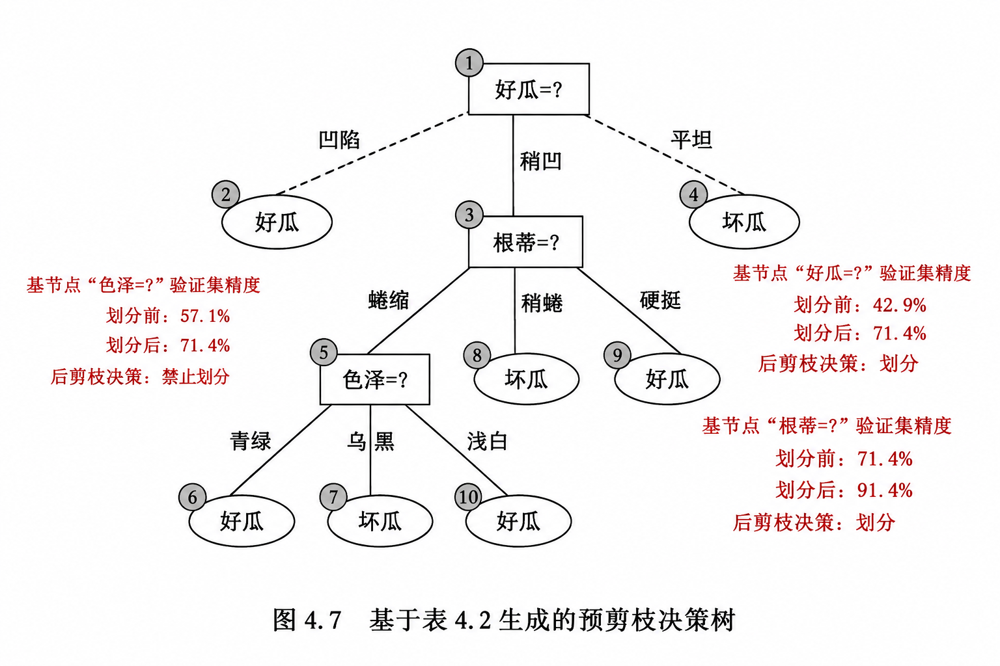 1
好瓜=?
凹陷
稍凹
平坦
2
好瓜
3
根蒂=?
4
坏瓜
基节点“色泽=?”验证集精度
划分前：57.1%
划分后：71.4%
后剪枝决策：禁止划分
基节点“好瓜=?”验证集精度
划分前：42.9%
划分后：71.4%
后剪枝决策：划分
蜷缩
稍蜷
硬挺
5
色泽=?
8
坏瓜
9
好瓜
基节点“根蒂=?”验证集精度
划分前：71.4%
划分后：91.4%
后剪枝决策：划分
青绿
乌黑
浅白
6
好瓜
7
坏瓜
10
好瓜
图 4.7 基于表 4.2 生成的预剪枝决策树